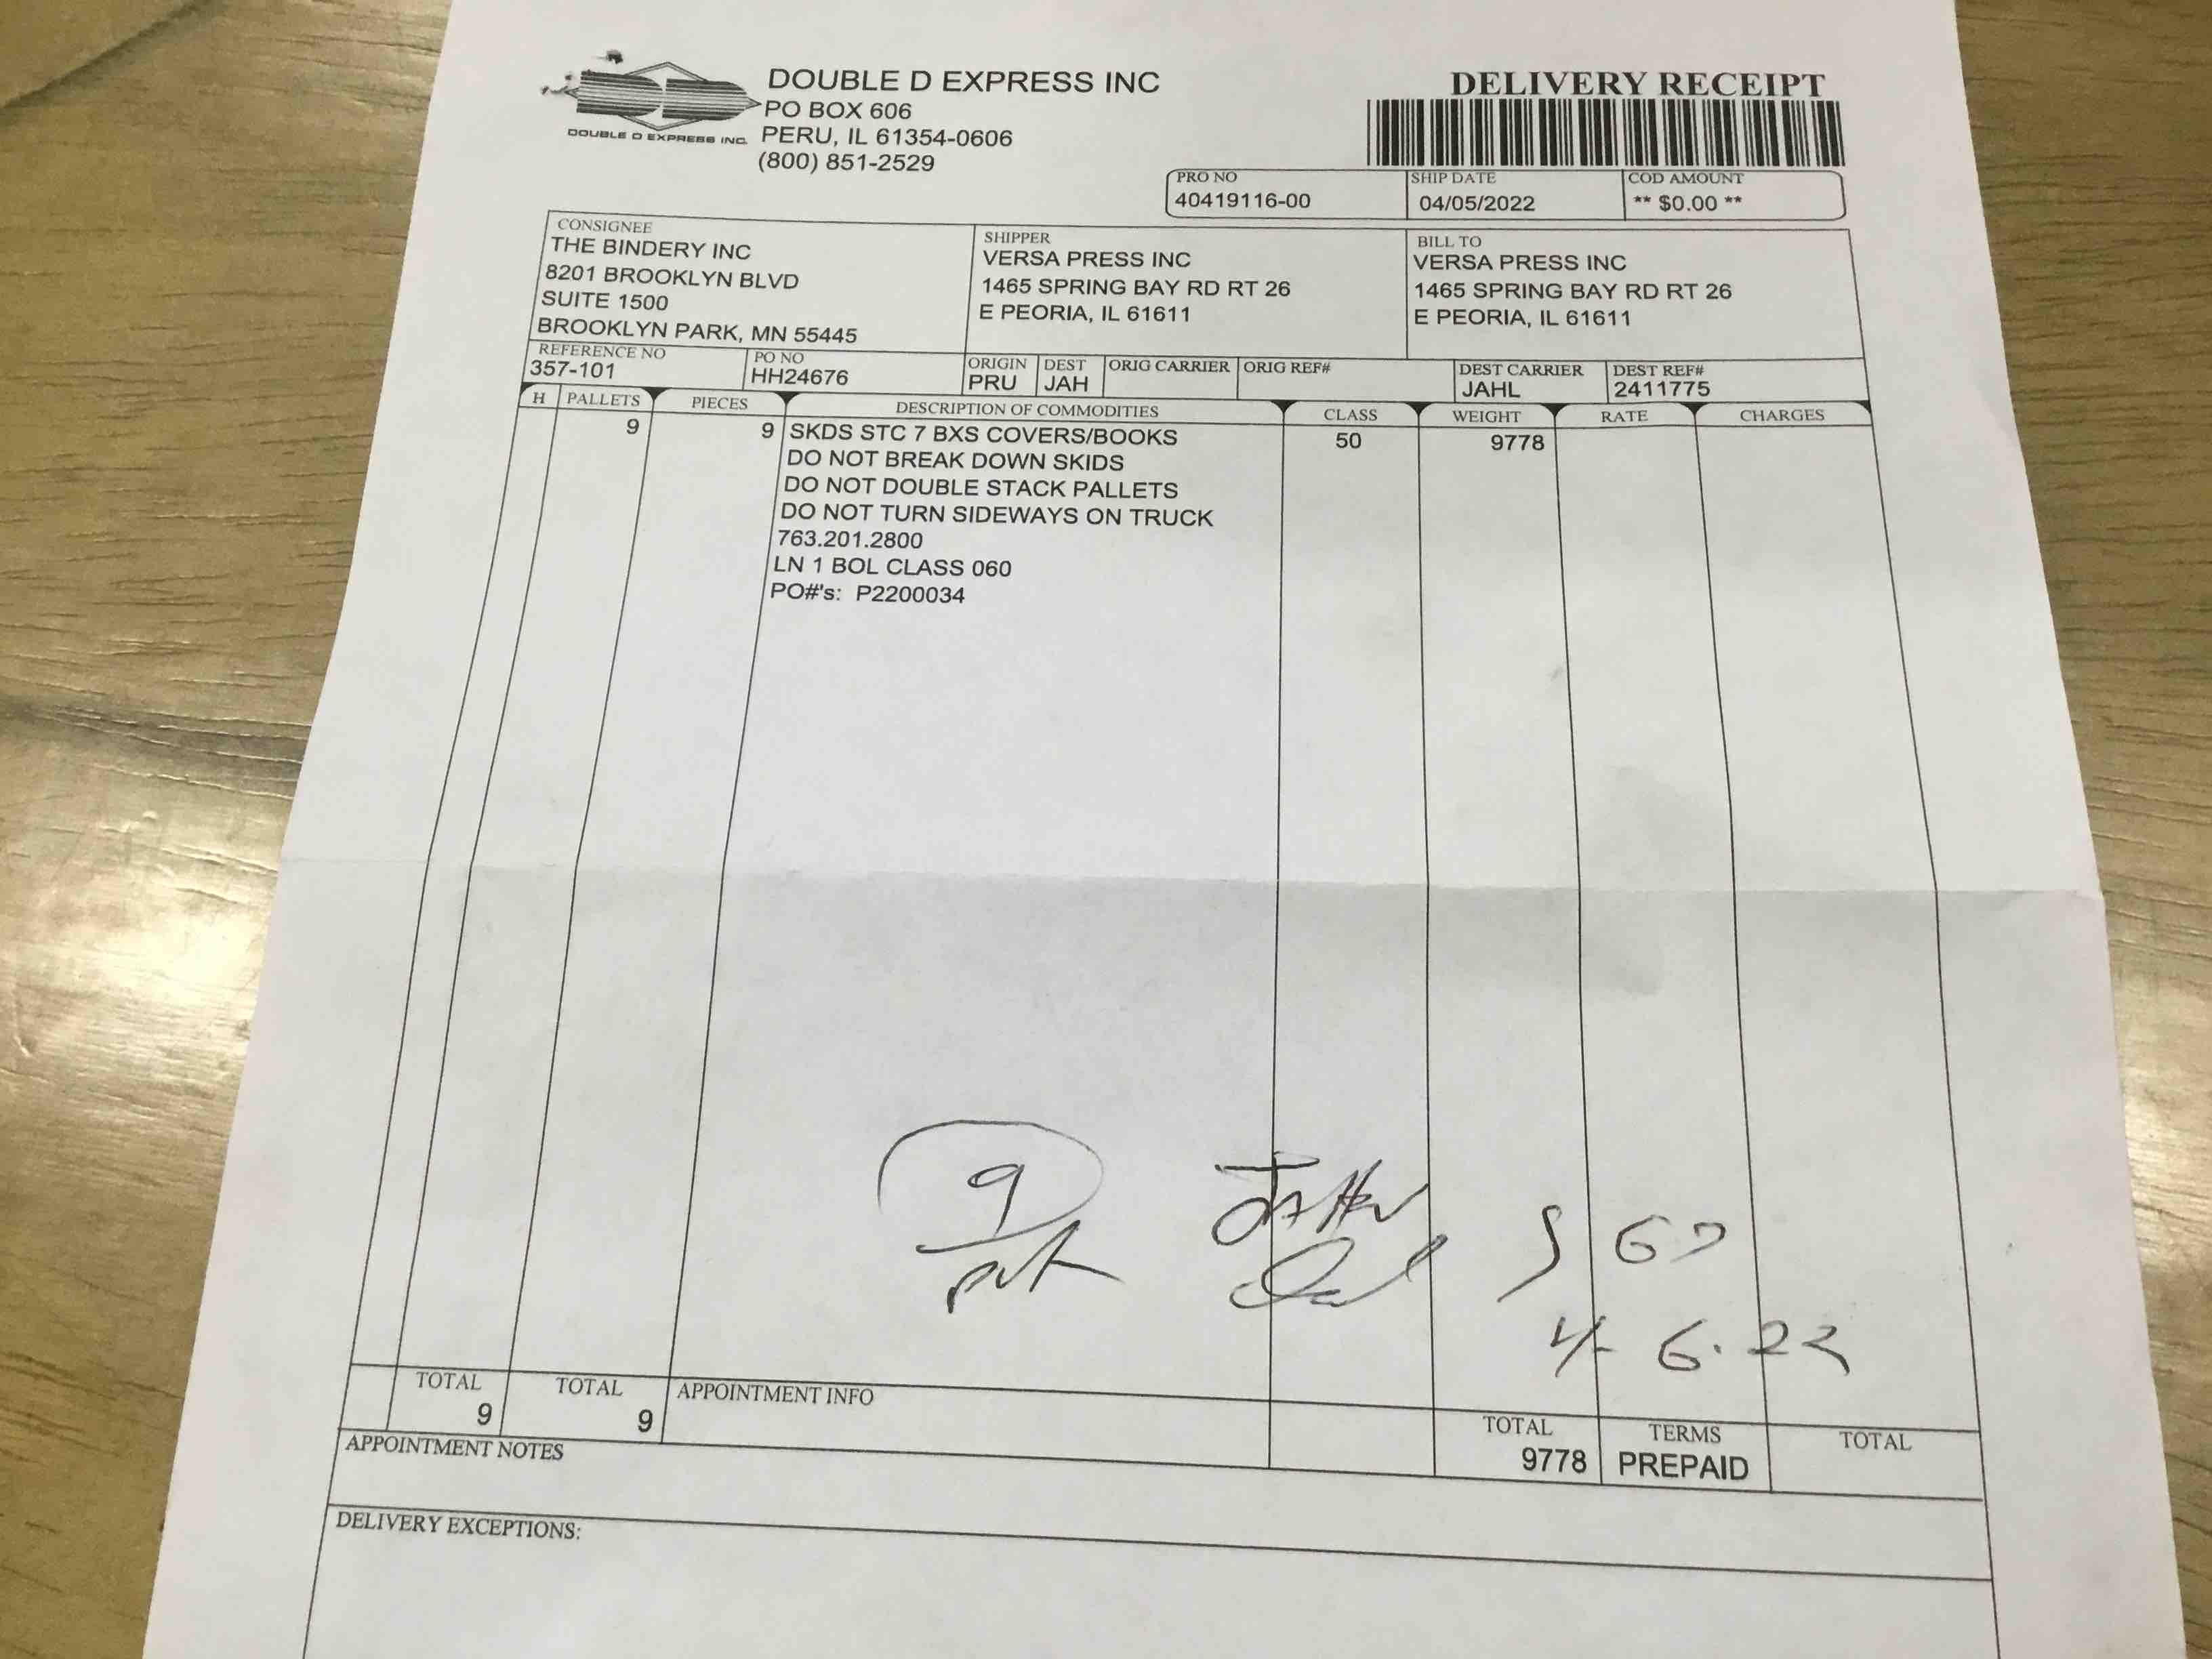 DOUBLE D EXPRESS INC
PO BOX 606
PERU, IL 61354-0606
(800) 851-2529
DOUBLE D EXPRESS INC.
DELIVERY RECEIPT
PRO NO
40419116-00
SHIP DATE
04/05/2022
COD AMOUNT
** $0.00 **
CONSIGNEE
THE BINDERY INC
8201 BROOKLYN BLVD
SUITE 1500
BROOKLYN PARK, MN 55445
SHIPPER
VERSA PRESS INC
1465 SPRING BAY RD RT 26
E PEORIA, IL 61611
BILL TO
VERSA PRESS INC
1465 SPRING BAY RD RT 26
E PEORIA, IL 61611
REFERENCE NO
357-101
PO NO
HH24676
ORIGIN
PRU
DEST
JAH
ORIG CARRIER
ORIG REF#
DEST CARRIER
JAHL
DEST REF#
2411775
H PALLETS PIECES DESCRIPTION OF COMMODITIES CLASS WEIGHT RATE CHARGES
9 9 SKDS STC 7 BXS COVERS/BOOKS 50 9778
DO NOT BREAK DOWN SKIDS
DO NOT DOUBLE STACK PALLETS
DO NOT TURN SIDEWAYS ON TRUCK
763.201.2800
LN 1 BOL CLASS 060
PO#'s: P2200034
9
4-6.22
TOTAL
9
TOTAL
9
APPOINTMENT INFO
TOTAL
9778
TERMS
PREPAID
TOTAL
APPOINTMENT NOTES
DELIVERY EXCEPTIONS: